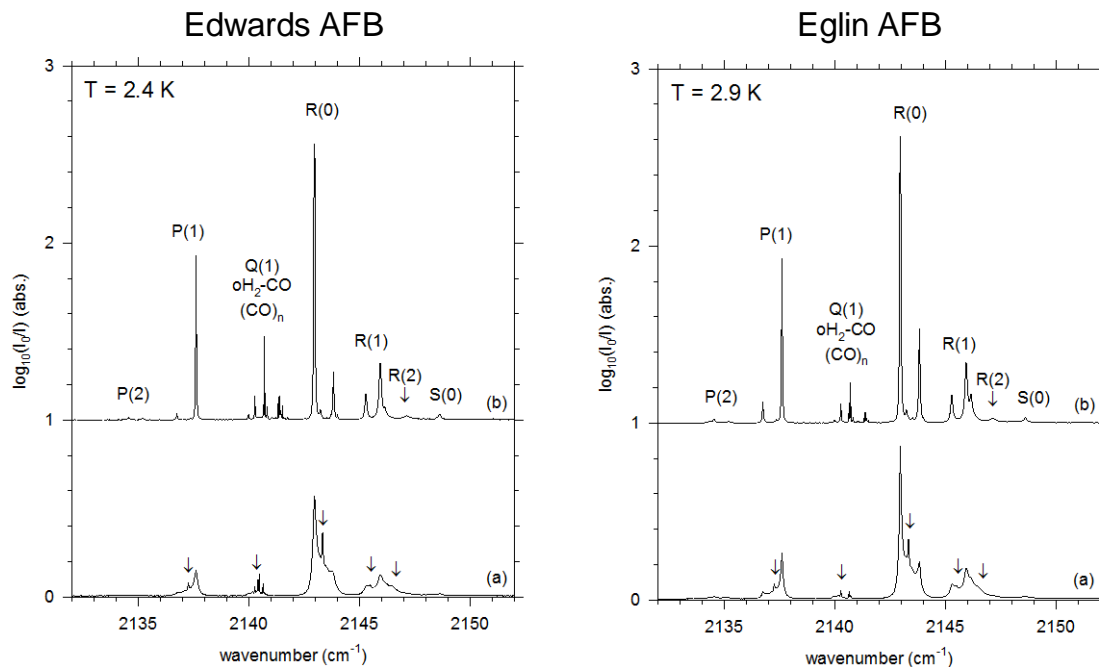 Edwards AFB
T = 2.4 K
R(0)
P(1)
Q(1)
oH₂-CO
(CO)ₙ
R(1)
R(2)
P(2)
S(0)
(b)
(a)
3
2
1
0
log₁₀(I₀/I) (abs.)
2135
2140
2145
2150
wavenumber (cm⁻¹)
Eglin AFB
T = 2.9 K
R(0)
P(1)
Q(1)
oH₂-CO
(CO)ₙ
R(1)
R(2)
P(2)
S(0)
(b)
(a)
3
2
1
0
log₁₀(I₀/I) (abs.)
2135
2140
2145
2150
wavenumber (cm⁻¹)